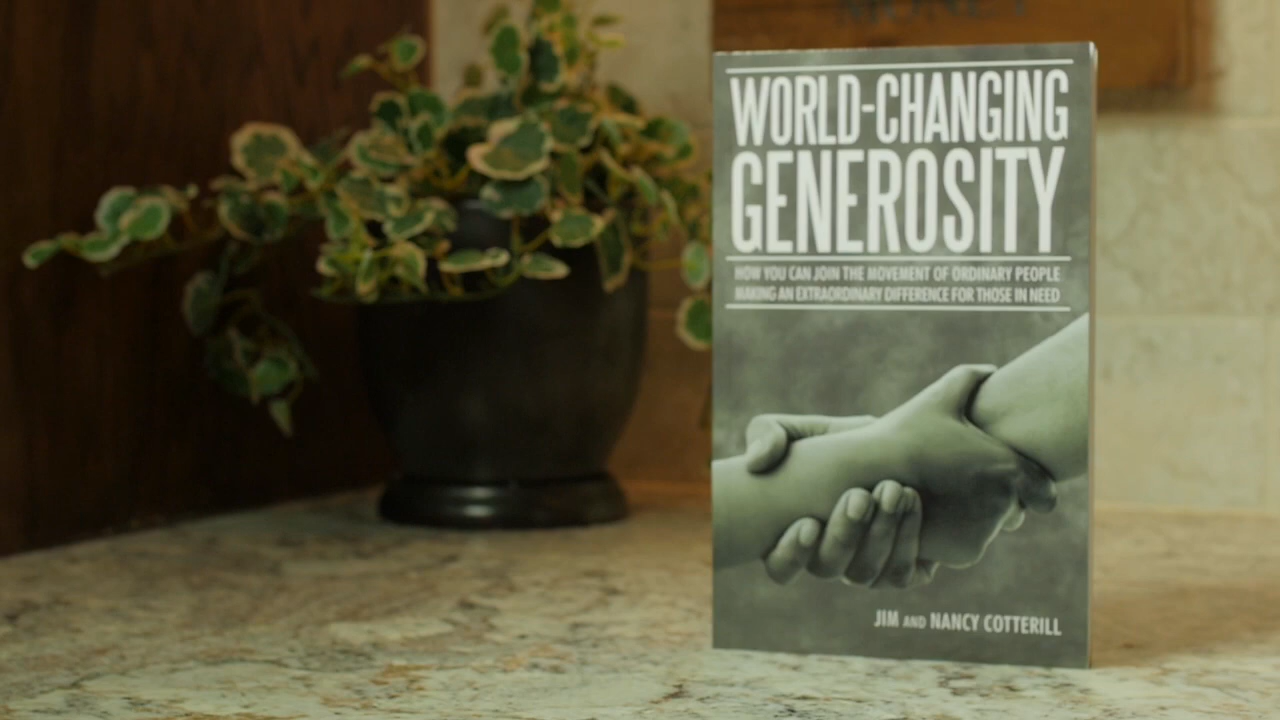 WORLD-CHANGING
GENEROSITY
HOW YOU CAN JOIN THE MOVEMENT OF ORDINARY PEOPLE
MAKING AN EXTRAORDINARY DIFFERENCE FOR THOSE IN NEED
JIM AND NANCY COTTERILL